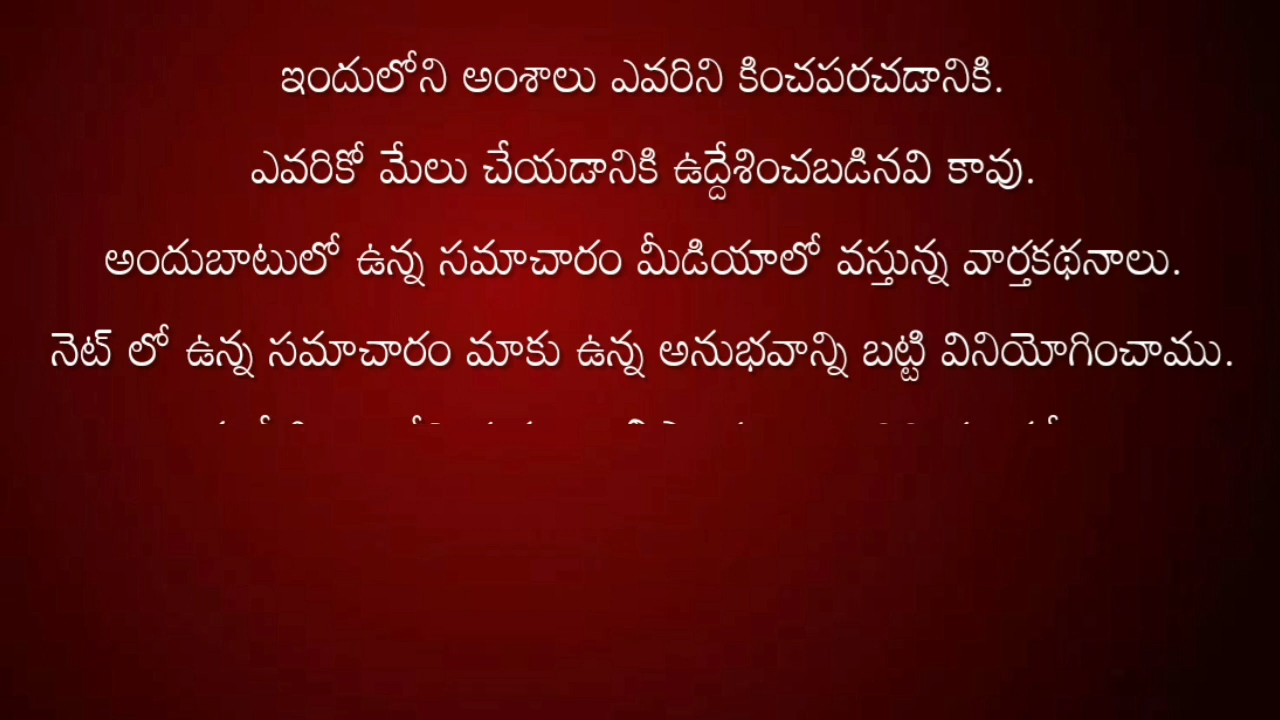 ఇందులోని అంశాలు ఎవరిని కించపరచడానికి.
ఎవరికో మేలు చేయడానికి ఉద్దేశించబడినవి కావు.
అందుబాటులో ఉన్న సమాచారం మీడియాలో వస్తున్న వార్తకథనాలు.
నెట్ లో ఉన్న సమాచారం మాకు ఉన్న అనుభవాన్ని బట్టి వినియోగించాము.